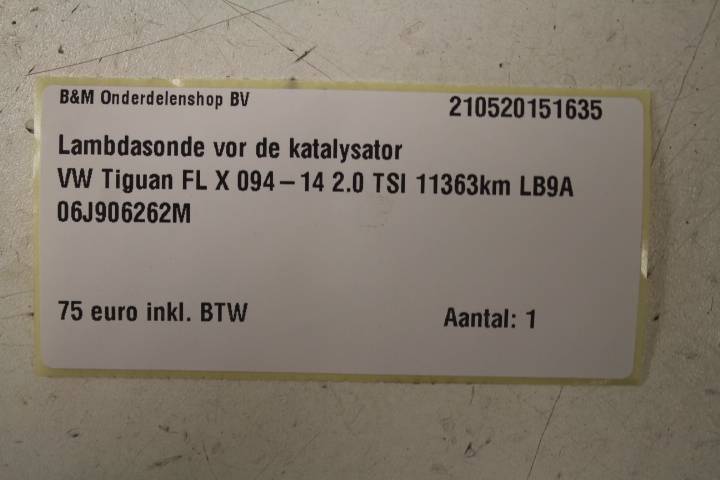 B&M Onderdelenshop BV 210520151635
Lambdasonde vor de katalysator
VW Tiguan FL X 094-14 2.0 TSI 11363km LB9A
06J906262M
75 euro inkl. BTW Aantal: 1